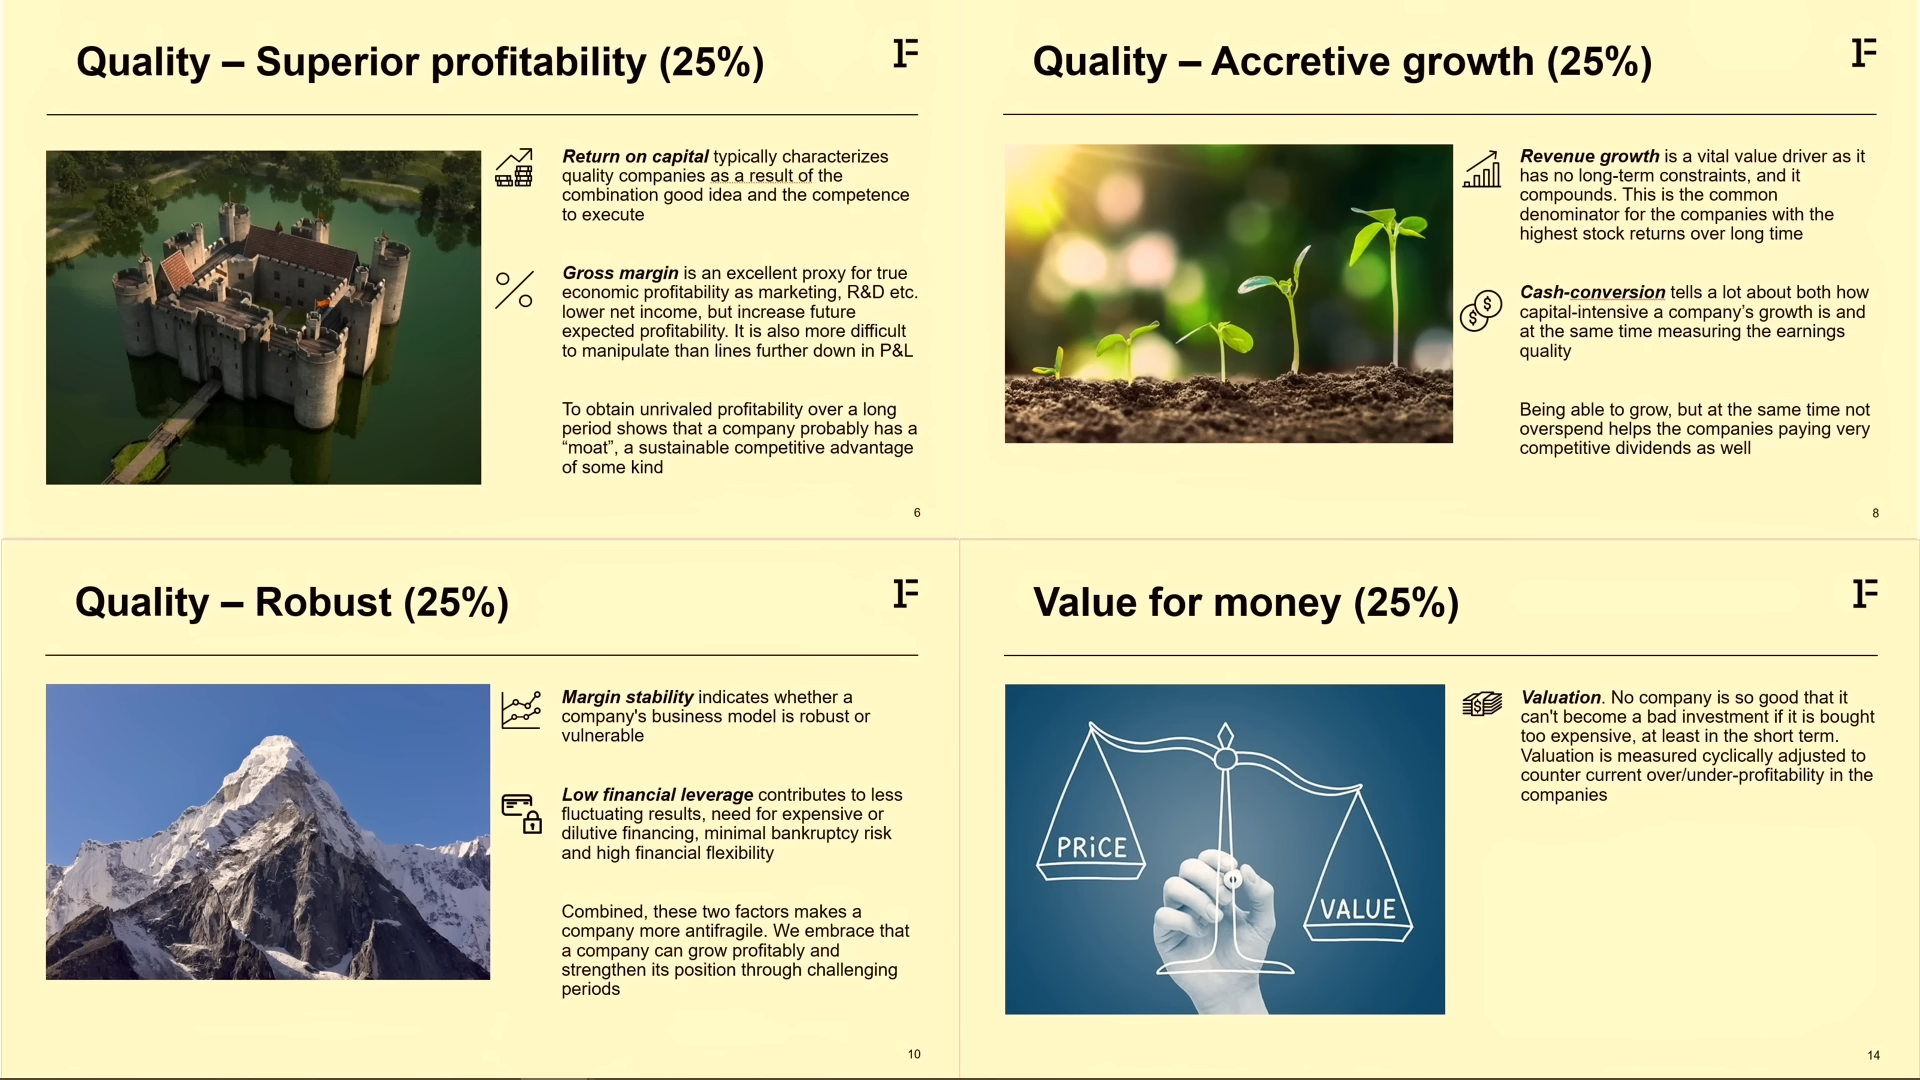 Quality – Superior profitability (25%)
1F
Return on capital typically characterizes
quality companies as a result of the
combination good idea and the competence
to execute
Gross margin is an excellent proxy for true
economic profitability as marketing, R&D etc.
lower net income, but increase future
expected profitability. It is also more difficult
to manipulate than lines further down in P&L
To obtain unrivaled profitability over a long
period shows that a company probably has a
“moat”, a sustainable competitive advantage
of some kind
6
Quality – Accretive growth (25%)
1F
Revenue growth is a vital value driver as it
has no long-term constraints, and it
compounds. This is the common
denominator for the companies with the
highest stock returns over long time
Cash-conversion tells a lot about both how
capital-intensive a company’s growth is and
at the same time measuring the earnings
quality
Being able to grow, but at the same time not
overspend helps the companies paying very
competitive dividends as well
8
Quality – Robust (25%)
1F
Margin stability indicates whether a
company's business model is robust or
vulnerable
Low financial leverage contributes to less
fluctuating results, need for expensive or
dilutive financing, minimal bankruptcy risk
and high financial flexibility
Combined, these two factors makes a
company more antifragile. We embrace that
a company can grow profitably and
strengthen its position through challenging
periods
10
Value for money (25%)
1F
PRiCE
VALUE
Valuation. No company is so good that it
can't become a bad investment if it is bought
too expensive, at least in the short term.
Valuation is measured cyclically adjusted to
counter current over/under-profitability in the
companies
14